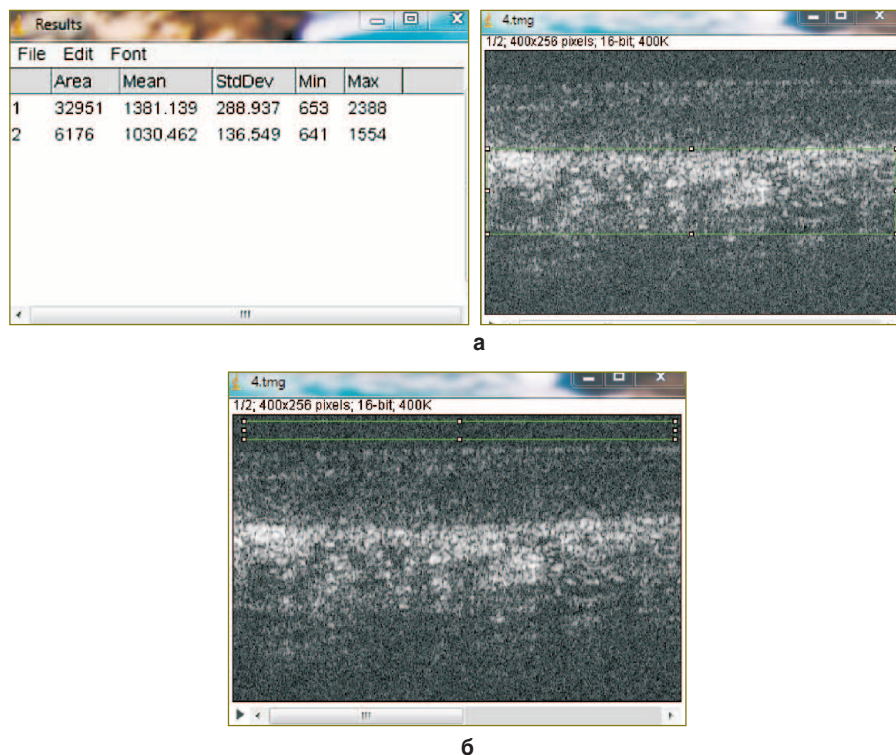 Results
File Edit Font
Area Mean StdDev Min Max
1 32951 1381.139 288.937 653 2388
2 6176 1030.462 136.549 641 1554
4.tmg
1/2; 400x256 pixels; 16-bit; 400K
а
4.tmg
1/2; 400x256 pixels; 16-bit; 400K
б